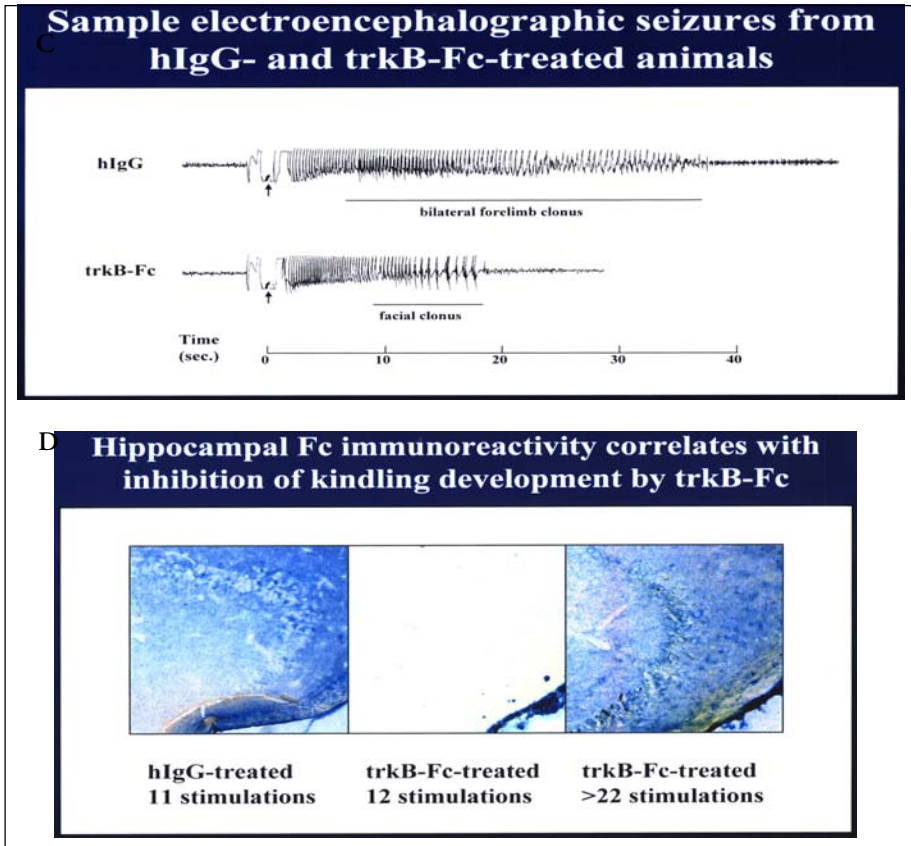 C
Sample electroencephalographic seizures from
hIgG- and trkB-Fc-treated animals
hIgG
bilateral forelimb clonus
trkB-Fc
facial clonus
Time
(sec.)
0 10 20 30 40
D
Hippocampal Fc immunoreactivity correlates with
inhibition of kindling development by trkB-Fc
hIgG-treated trkB-Fc-treated trkB-Fc-treated
11 stimulations 12 stimulations >22 stimulations